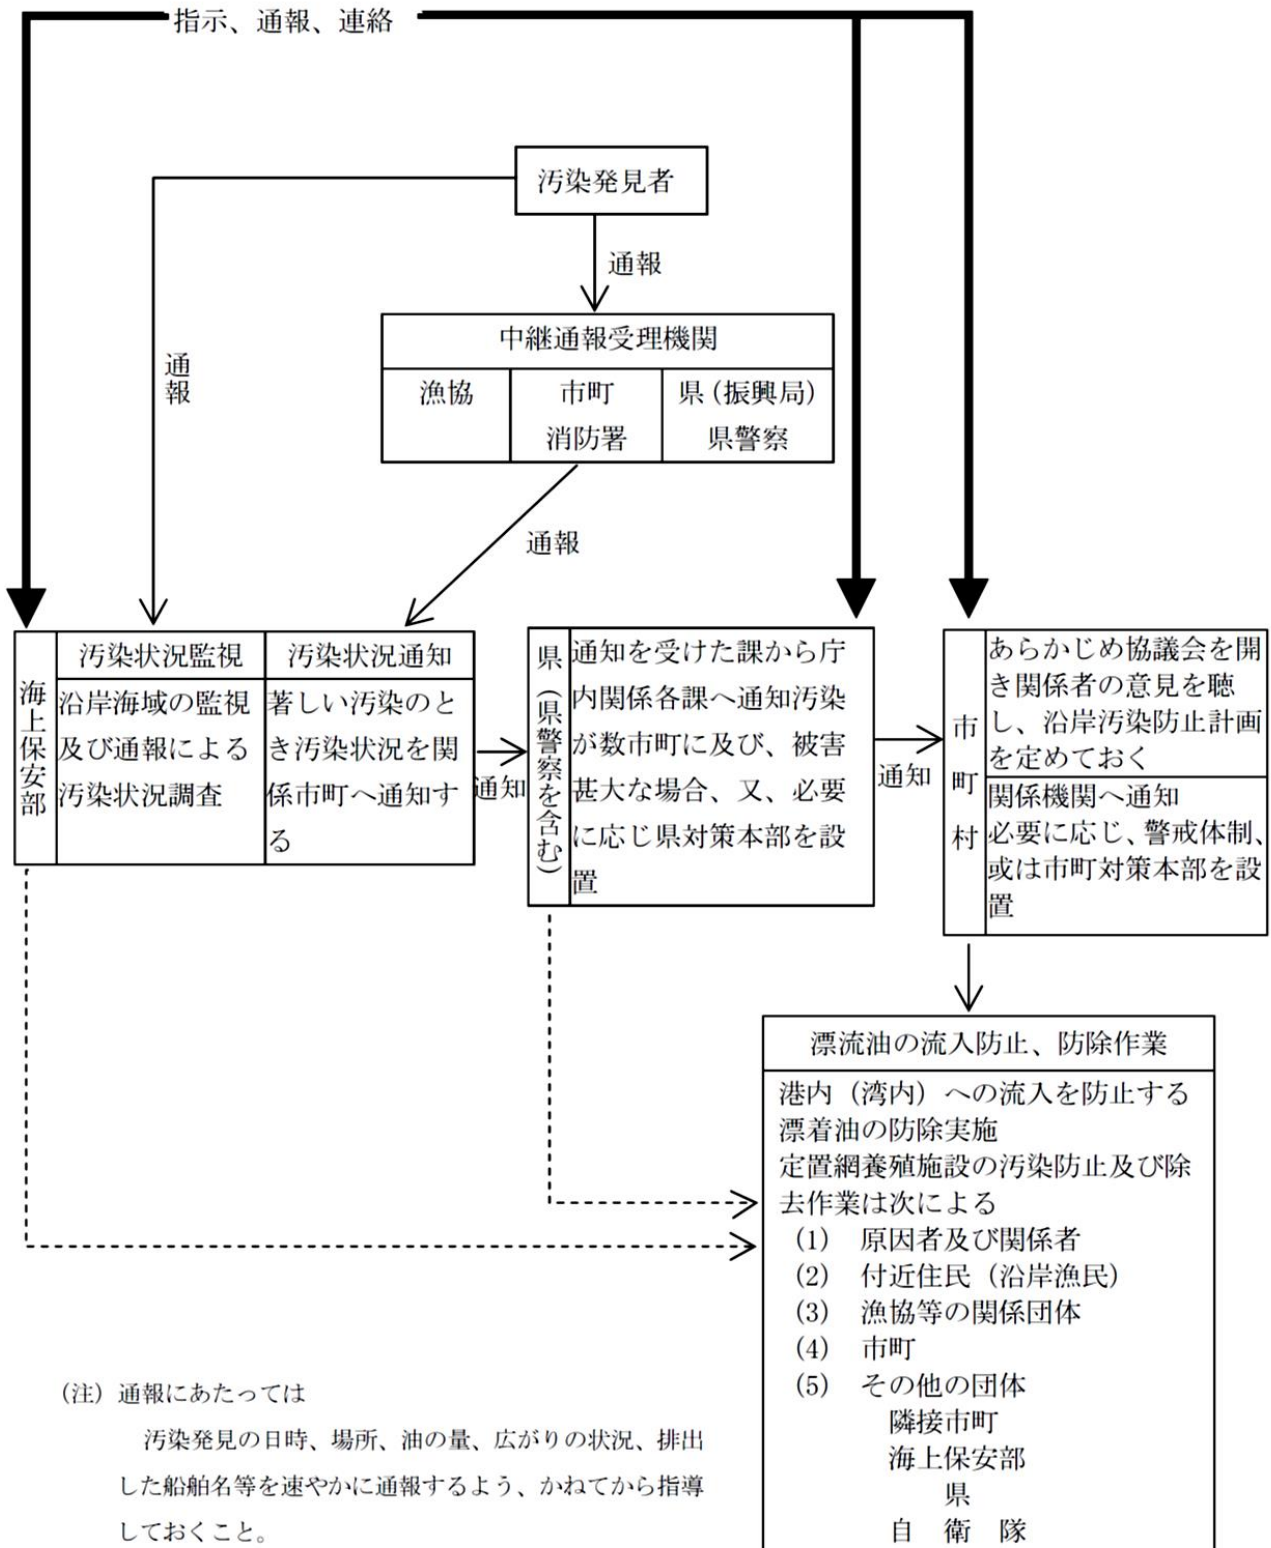 指示、通報、連絡
汚染発見者
通報
通報
中継通報受理機関
漁協
市町
消防署
県（振興局）
県警察
通報
海上保安部
汚染状況監視
沿岸海域の監視
及び通報による
汚染状況調査
汚染状況通知
著しい汚染のと
き汚染状況を関
係市町へ通知す
る
通知
県（県警察を含む）
通知を受けた課から庁
内関係各課へ通知汚染
が数市町に及び、被害
甚大な場合、又、必要
に応じ県対策本部を設
置
通知
市町村
あらかじめ協議会を開
き関係者の意見を聴
し、沿岸汚染防止計画
を定めておく
関係機関へ通知
必要に応じ、警戒体制、
或は市町対策本部を設
置
漂流油の流入防止、防除作業
港内（湾内）への流入を防止する
漂着油の防除実施
定置網養殖施設の汚染防止及び除
去作業は次による
(1) 原因者及び関係者
(2) 付近住民（沿岸漁民）
(3) 漁協等の関係団体
(4) 市町
(5) その他の団体
隣接市町
海上保安部
県
自 衛 隊
（注）通報にあたっては
汚染発見の日時、場所、油の量、広がりの状況、排出
した船舶名等を速やかに通報するよう、かねてから指導
しておくこと。